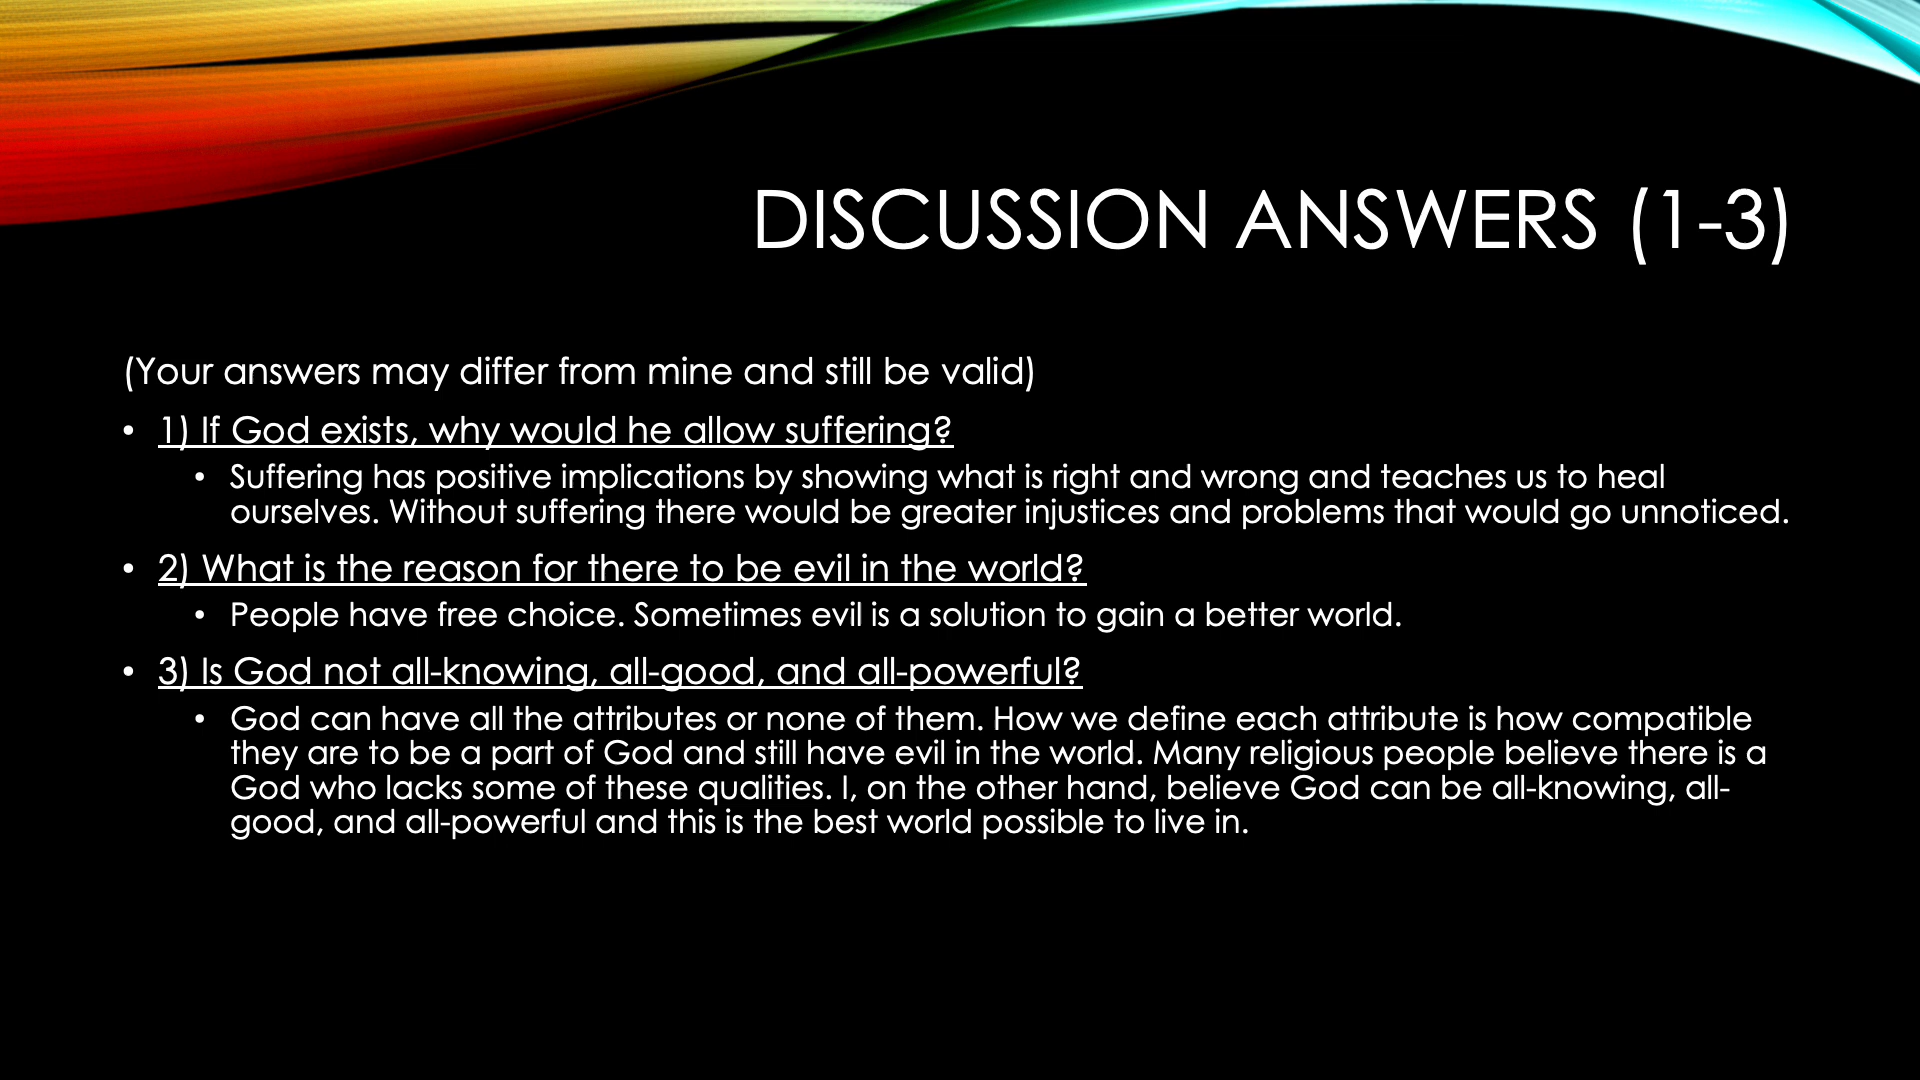 DISCUSSION ANSWERS (1-3)
(Your answers may differ from mine and still be valid)
• 1) If God exists, why would he allow suffering?
• Suffering has positive implications by showing what is right and wrong and teaches us to heal
ourselves. Without suffering there would be greater injustices and problems that would go unnoticed.
• 2) What is the reason for there to be evil in the world?
• People have free choice. Sometimes evil is a solution to gain a better world.
• 3) Is God not all-knowing, all-good, and all-powerful?
• God can have all the attributes or none of them. How we define each attribute is how compatible
they are to be a part of God and still have evil in the world. Many religious people believe there is a
God who lacks some of these qualities. I, on the other hand, believe God can be all-knowing, all-
good, and all-powerful and this is the best world possible to live in.